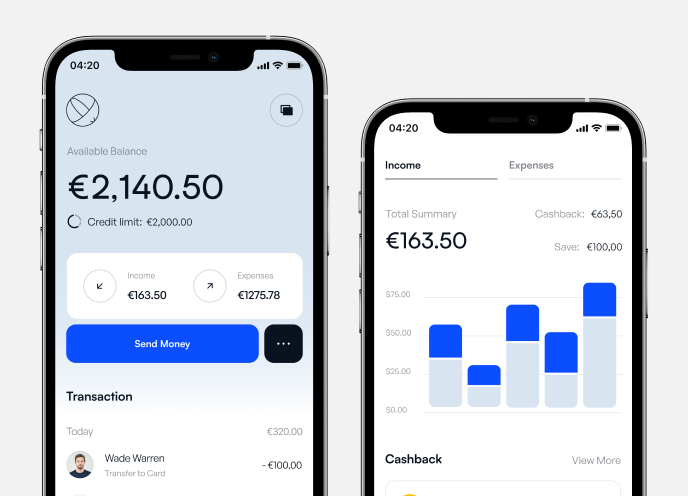 04:20
Available Balance
€2,140.50
Credit limit: €2,000.00
Income
€163.50
Expenses
€1275.78
Send Money
Transaction
Today
€320.00
Wade Warren
Transfer to Card
- €100.00
04:20
Income
Expenses
Total Summary
€163.50
Cashback: €63,50
Save: €100,00
$75.00
$50.00
$25.00
$0.00
Cashback
View More